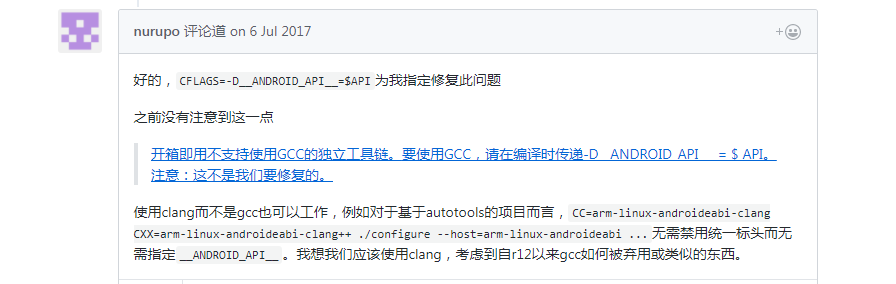 nurupo 评论道 on 6 Jul 2017
好的，CFLAGS=-D__ANDROID_API__=$API 为我指定修复此问题
之前没有注意到这一点
开箱即用不支持使用GCC的独立工具链。要使用GCC，请在编译时传递-D__ANDROID_API__ = $ API。
注意：这不是我们要修复的。
使用clang而不是gcc也可以工作，例如对于基于autotools的项目而言，CC=arm-linux-androideabi-clang
CXX=arm-linux-androideabi-clang++ ./configure --host=arm-linux-androideabi ... 无需禁用统一标头而无
需指定 __ANDROID_API__ 。我想我们应该使用clang，考虑到自r12以来gcc如何被弃用或类似的东西。